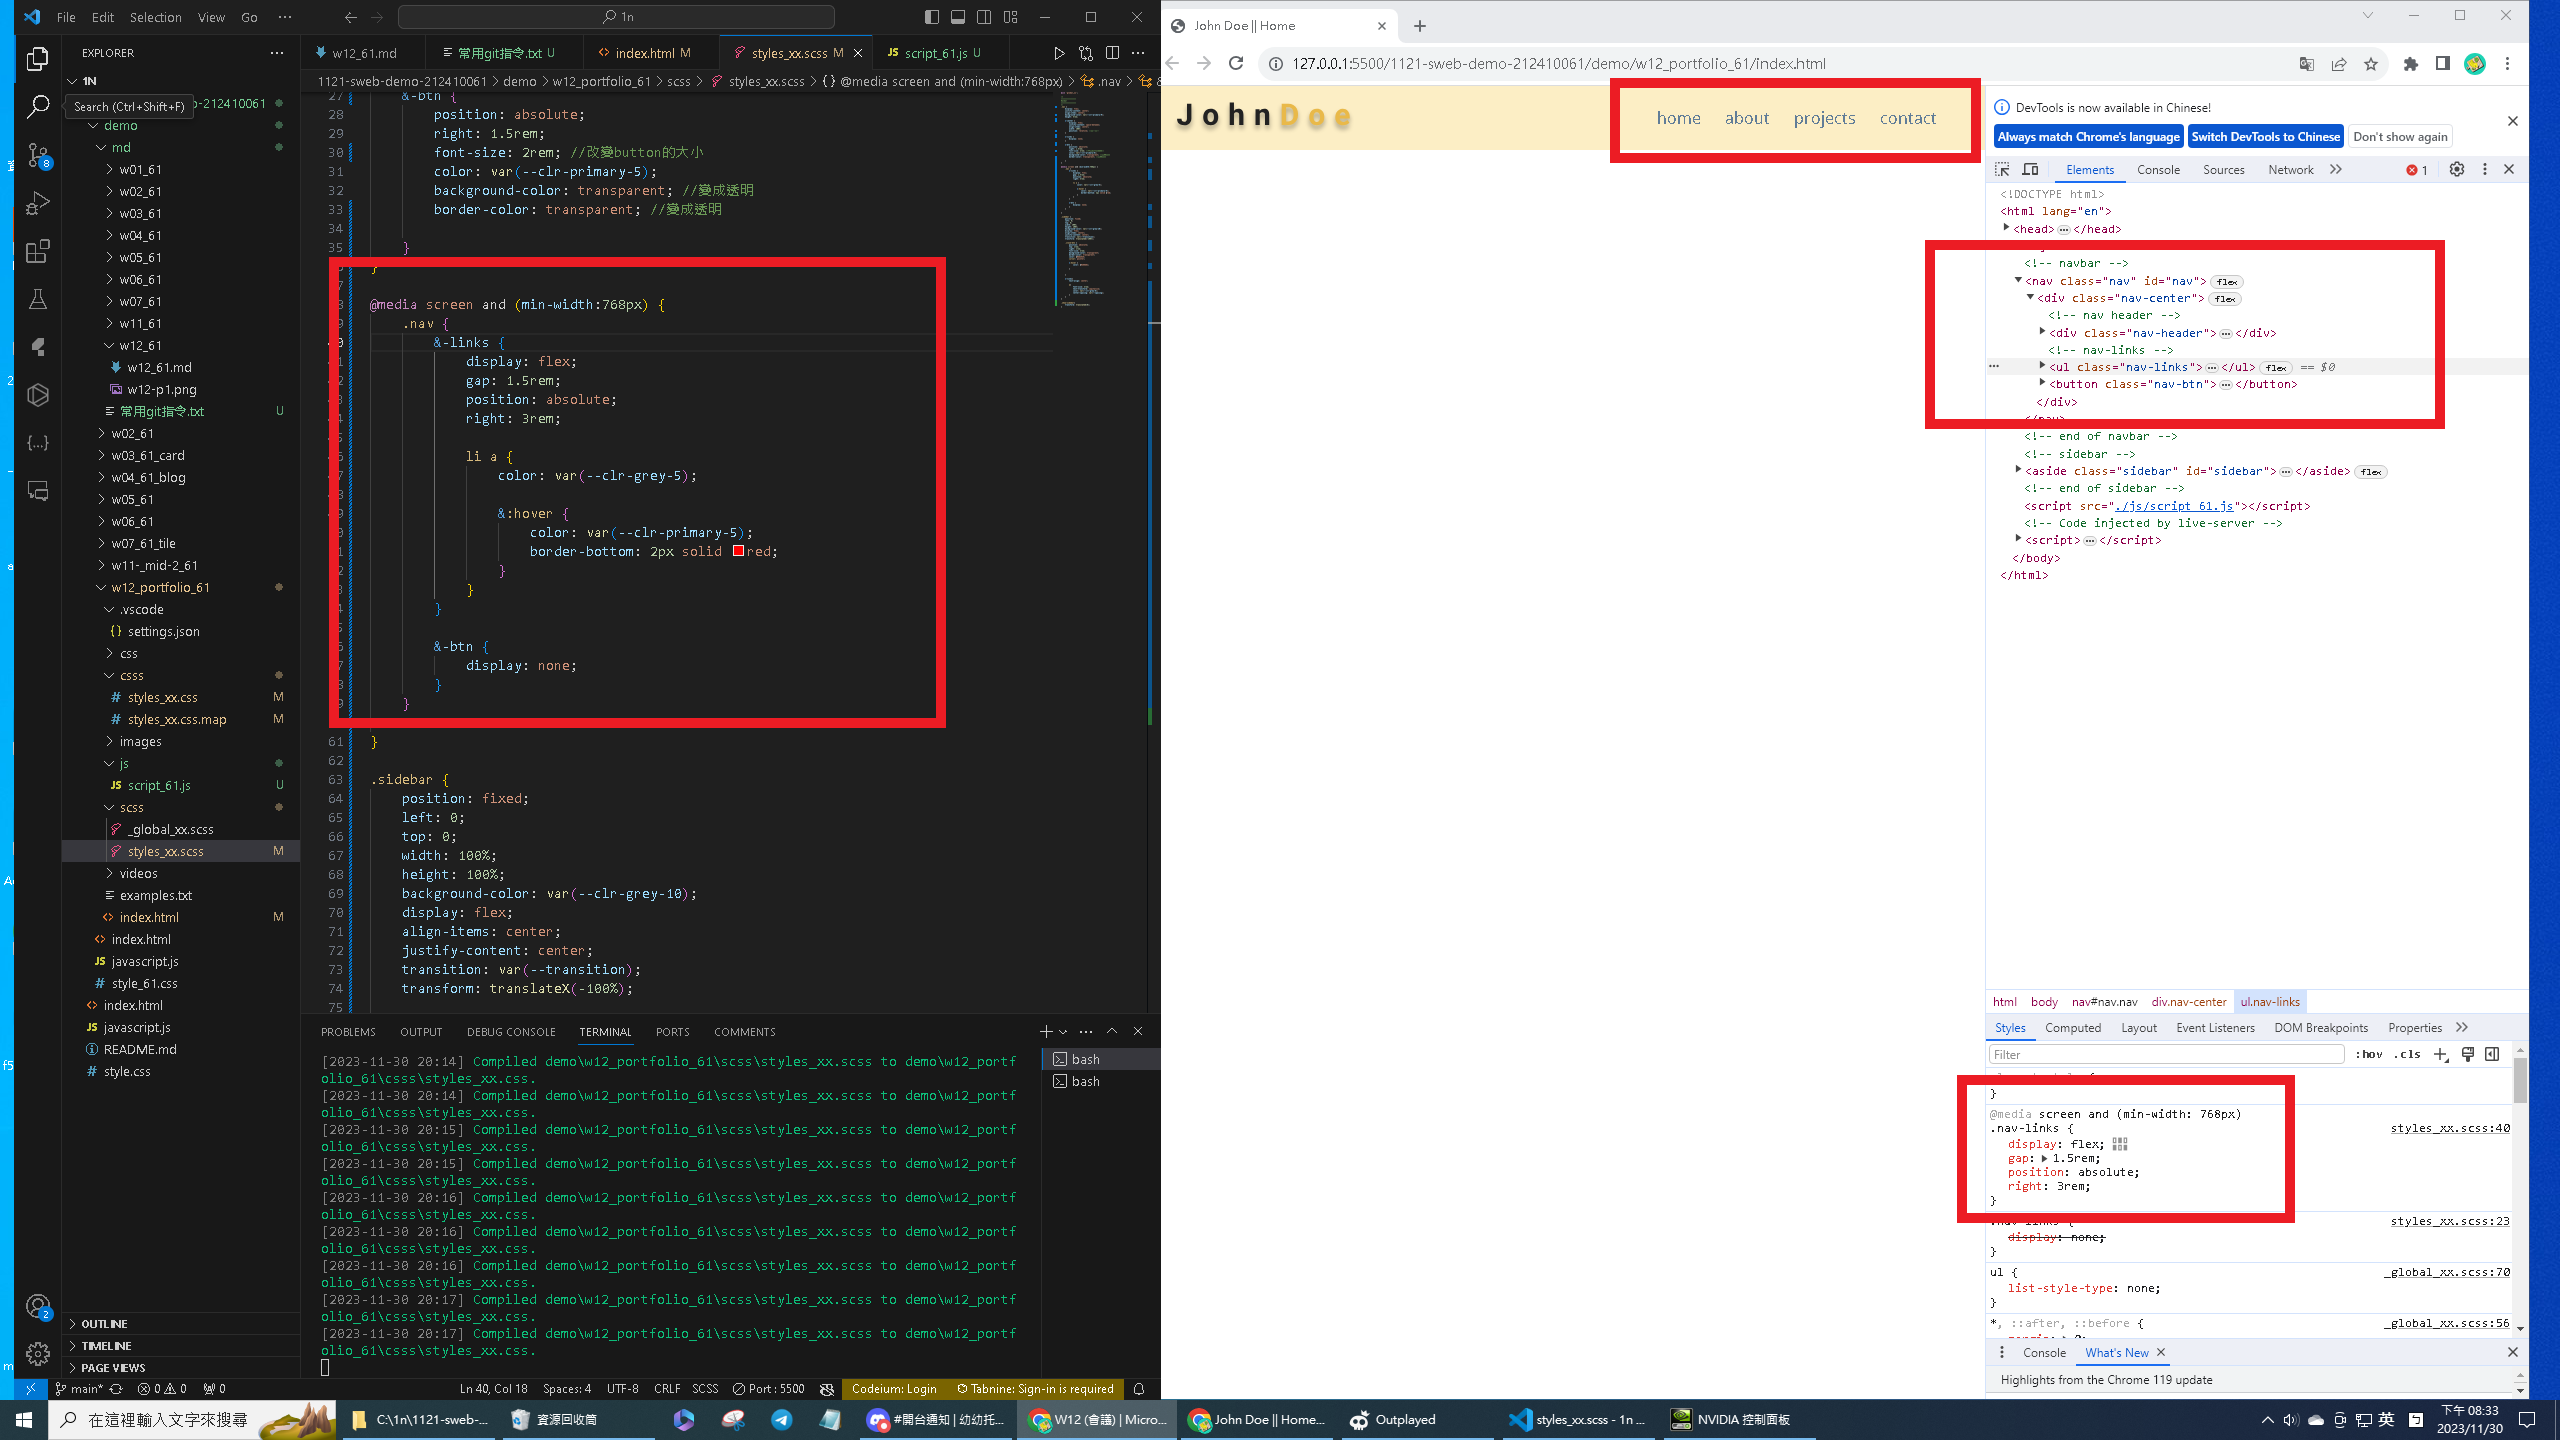 File Edit Selection View Go ···
1n
EXPLORER ···
1N
Search (Ctrl+Shift+F)
o-212410061
demo
md
w01_61
w02_61
w03_61
w04_61
w05_61
w06_61
w07_61
w11_61
w12_61
w12_61.md
w12-p1.png
常用git指令.txt U
w02_61
w03_61_card
w04_61_blog
w05_61
w06_61
w07_61_tile
w11-_mid-2_61
w12_portfolio_61
.vscode
{} settings.json
css
csss
# styles_xx.css M
# styles_xx.css.map M
images
js
JS script_61.js U
scss
_global_xx.scss
styles_xx.scss M
videos
examples.txt
<> index.html M
<> index.html
JS javascript.js
# style_61.css
<> index.html
JS javascript.js
README.md
# style.css
OUTLINE
TIMELINE
PAGE VIEWS
8
2
w12_61.md 常用git指令.txt U <> index.html M styles_xx.scss M JS script_61.js U
1121-sweb-demo-212410061 > demo > w12_portfolio_61 > scss > styles_xx.scss > {} @media screen and (min-width:768px) > .nav >
27 &-btn {
28 position: absolute;
29 right: 1.5rem;
30 font-size: 2rem; //改變button的大小
31 color: var(--clr-primary-5);
32 background-color: transparent; //變成透明
33 border-color: transparent; //變成透明
34
35 }
}
@media screen and (min-width:768px) {
.nav {
&-links {
display: flex;
gap: 1.5rem;
position: absolute;
right: 3rem;
li a {
color: var(--clr-grey-5);
&:hover {
color: var(--clr-primary-5);
border-bottom: 2px solid red;
}
}
}
&-btn {
display: none;
}
}
61 }
62
63 .sidebar {
64 position: fixed;
65 left: 0;
66 top: 0;
67 width: 100%;
68 height: 100%;
69 background-color: var(--clr-grey-10);
70 display: flex;
71 align-items: center;
72 justify-content: center;
73 transition: var(--transition);
74 transform: translateX(-100%);
75
PROBLEMS OUTPUT DEBUG CONSOLE TERMINAL PORTS COMMENTS
[2023-11-30 20:14] Compiled demo\w12_portfolio_61\scss\styles_xx.scss to demo\w12_portf
olio_61\csss\styles_xx.css.
[2023-11-30 20:14] Compiled demo\w12_portfolio_61\scss\styles_xx.scss to demo\w12_portf
olio_61\csss\styles_xx.css.
[2023-11-30 20:15] Compiled demo\w12_portfolio_61\scss\styles_xx.scss to demo\w12_portf
olio_61\csss\styles_xx.css.
[2023-11-30 20:15] Compiled demo\w12_portfolio_61\scss\styles_xx.scss to demo\w12_portf
olio_61\csss\styles_xx.css.
[2023-11-30 20:16] Compiled demo\w12_portfolio_61\scss\styles_xx.scss to demo\w12_portf
olio_61\csss\styles_xx.css.
[2023-11-30 20:16] Compiled demo\w12_portfolio_61\scss\styles_xx.scss to demo\w12_portf
olio_61\csss\styles_xx.css.
[2023-11-30 20:16] Compiled demo\w12_portfolio_61\scss\styles_xx.scss to demo\w12_portf
olio_61\csss\styles_xx.css.
[2023-11-30 20:17] Compiled demo\w12_portfolio_61\scss\styles_xx.scss to demo\w12_portf
olio_61\csss\styles_xx.css.
[2023-11-30 20:17] Compiled demo\w12_portfolio_61\scss\styles_xx.scss to demo\w12_portf
olio_61\csss\styles_xx.css.
bash
bash
main* 0 0 0 Ln 40, Col 18 Spaces: 4 UTF-8 CRLF SCSS Port : 5500 Codeium: Login Tabnine: Sign-in is required
John Doe || Home
127.0.0.1:5500/1121-sweb-demo-212410061/demo/w12_portfolio_61/index.html
JohnDoe
home about projects contact
DevTools is now available in Chinese!
Always match Chrome's language Switch DevTools to Chinese Don't show again
Elements Console Sources Network 1
<!DOCTYPE html>
<html lang="en">
<head> ··· </head>
<!-- navbar -->
<nav class="nav" id="nav"> flex
<div class="nav-center"> flex
<!-- nav header -->
<div class="nav-header"> ··· </div>
<!-- nav-links -->
··· <ul class="nav-links"> ··· </ul> flex == $0
<button class="nav-btn"> ··· </button>
</div>
</nav>
<!-- end of navbar -->
<!-- sidebar -->
<aside class="sidebar" id="sidebar"> ··· </aside> flex
<!-- end of sidebar -->
<script src="./js/script_61.js"></script>
<!-- Code injected by live-server -->
<script> ··· </script>
</body>
</html>
html body nav#nav.nav div.nav-center ul.nav-links
Styles Computed Layout Event Listeners DOM Breakpoints Properties
Filter :hov .cls
}
@media screen and (min-width: 768px)
.nav-links { styles_xx.scss:40
display: flex;
gap: 1.5rem;
position: absolute;
right: 3rem;
}
.nav-links { styles_xx.scss:23
display: none;
}
ul { _global_xx.scss:70
list-style-type: none;
}
*, ::after, ::before { _global_xx.scss:56
Console What's New
Highlights from the Chrome 119 update
在這裡輸入文字來搜尋
C:\1n\1121-sweb-... 資源回收筒 #開台通知 | 幼幼托... W12 (會議) | Micro... John Doe || Home... Outplayed styles_xx.scss - 1n ... NVIDIA 控制面板
英
下午 08:33
2023/11/30